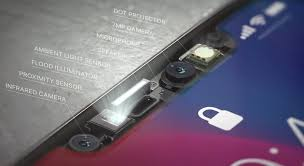 DOT PROJECTOR
7MP CAMERA
MICROPHONE
SPEAKER
AMBIENT LIGHT SENSOR
FLOOD ILLUMINATOR
PROXIMITY SENSOR
INFRARED CAMERA